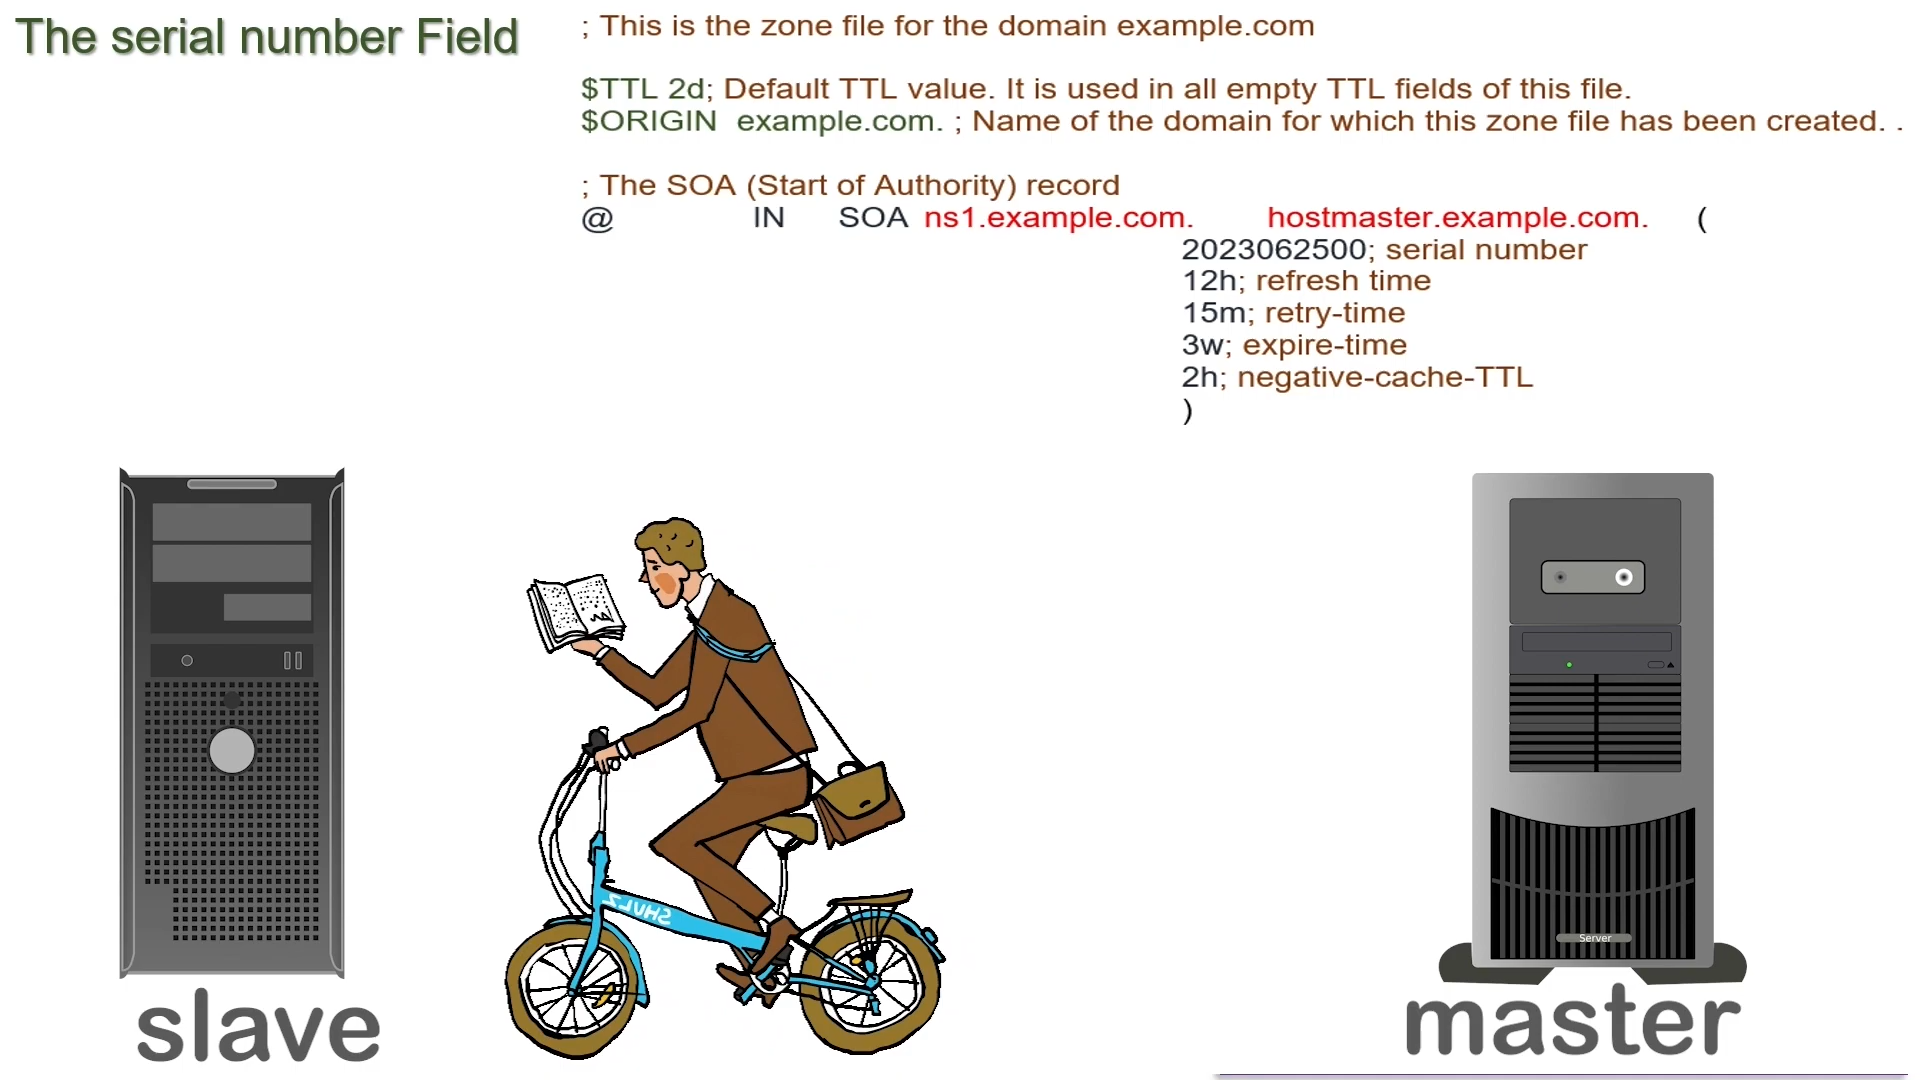 The serial number Field
; This is the zone file for the domain example.com
$TTL 2d; Default TTL value. It is used in all empty TTL fields of this file.
$ORIGIN example.com. ; Name of the domain for which this zone file has been created. .
; The SOA (Start of Authority) record
@ IN SOA ns1.example.com. hostmaster.example.com. (
2023062500; serial number
12h; refresh time
15m; retry-time
3w; expire-time
2h; negative-cache-TTL
)
SHULZ
Server
slave
master